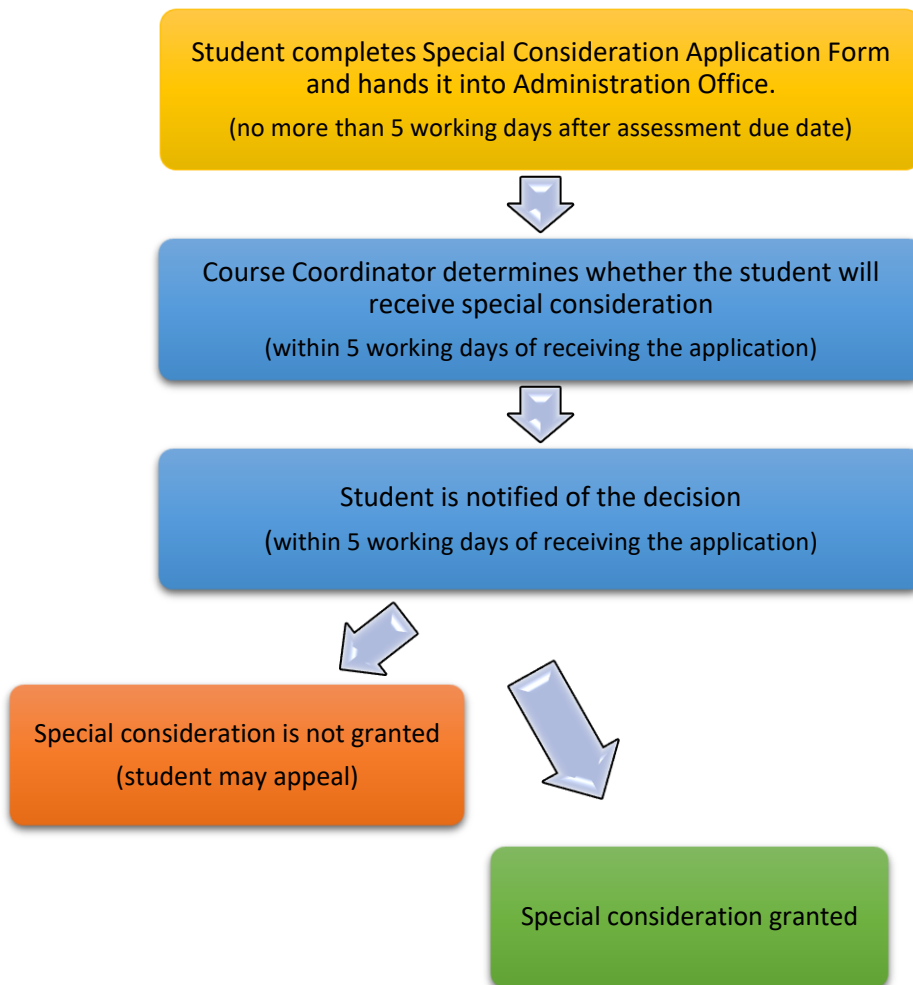 Student completes Special Consideration Application Form
and hands it into Administration Office.
(no more than 5 working days after assessment due date)
Course Coordinator determines whether the student will
receive special consideration
(within 5 working days of receiving the application)
Student is notified of the decision
(within 5 working days of receiving the application)
Special consideration is not granted
(student may appeal)
Special consideration granted